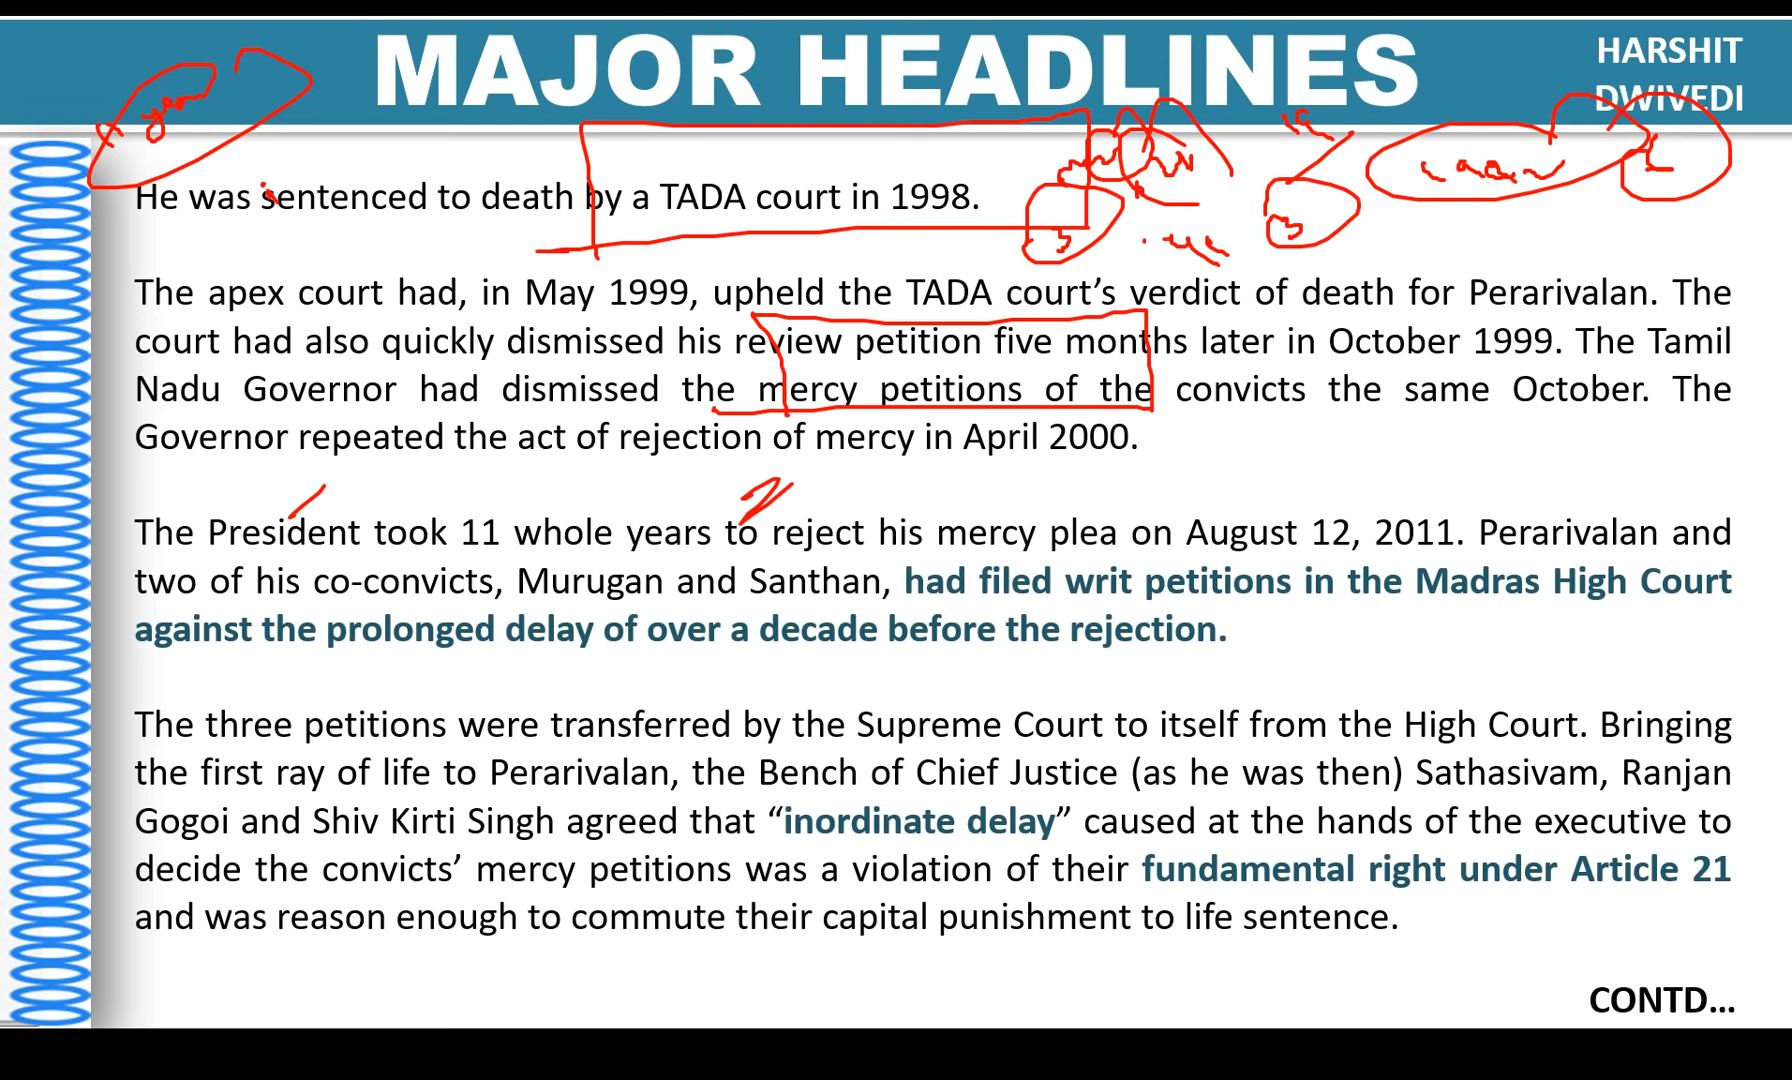 MAJOR HEADLINES
HARSHIT
DWIVEDI
He was sentenced to death by a TADA court in 1998.
The apex court had, in May 1999, upheld the TADA court’s verdict of death for Perarivalan. The
court had also quickly dismissed his review petition five months later in October 1999. The Tamil
Nadu Governor had dismissed the mercy petitions of the convicts the same October. The
Governor repeated the act of rejection of mercy in April 2000.
The President took 11 whole years to reject his mercy plea on August 12, 2011. Perarivalan and
two of his co-convicts, Murugan and Santhan, had filed writ petitions in the Madras High Court
against the prolonged delay of over a decade before the rejection.
The three petitions were transferred by the Supreme Court to itself from the High Court. Bringing
the first ray of life to Perarivalan, the Bench of Chief Justice (as he was then) Sathasivam, Ranjan
Gogoi and Shiv Kirti Singh agreed that “inordinate delay” caused at the hands of the executive to
decide the convicts’ mercy petitions was a violation of their fundamental right under Article 21
and was reason enough to commute their capital punishment to life sentence.
CONTD...